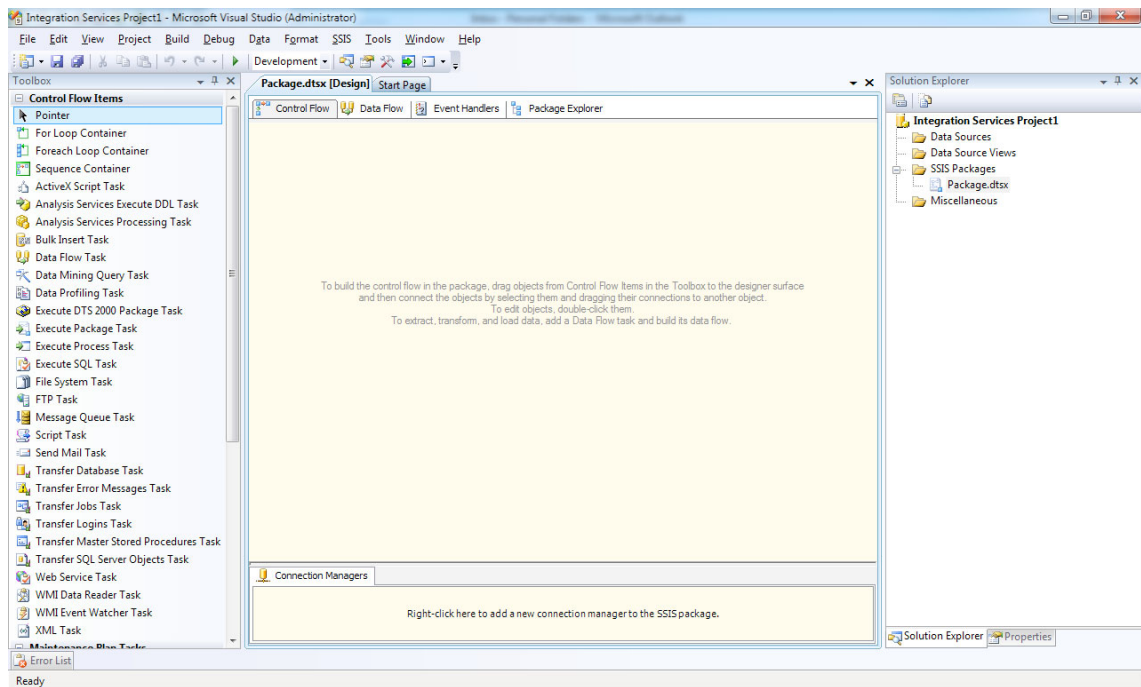 Integration Services Project1 - Microsoft Visual Studio (Administrator)
File Edit View Project Build Debug Data Format SSIS Tools Window Help
Development
Toolbox
Control Flow Items
Pointer
For Loop Container
Foreach Loop Container
Sequence Container
ActiveX Script Task
Analysis Services Execute DDL Task
Analysis Services Processing Task
Bulk Insert Task
Data Flow Task
Data Mining Query Task
Data Profiling Task
Execute DTS 2000 Package Task
Execute Package Task
Execute Process Task
Execute SQL Task
File System Task
FTP Task
Message Queue Task
Script Task
Send Mail Task
Transfer Database Task
Transfer Error Messages Task
Transfer Jobs Task
Transfer Logins Task
Transfer Master Stored Procedures Task
Transfer SQL Server Objects Task
Web Service Task
WMI Data Reader Task
WMI Event Watcher Task
XML Task
Maintenance Plan Tasks
Package.dtsx [Design] Start Page
Control Flow Data Flow Event Handlers Package Explorer
To build the control flow in the package, drag objects from Control Flow Items in the Toolbox to the designer surface
and then connect the objects by selecting them and dragging their connections to another object.
To edit objects, double-click them.
To extract, transform, and load data, add a Data Flow task and build its data flow.
Connection Managers
Right-click here to add a new connection manager to the SSIS package.
Solution Explorer
Integration Services Project1
Data Sources
Data Source Views
SSIS Packages
Package.dtsx
Miscellaneous
Solution Explorer Properties
Error List
Ready